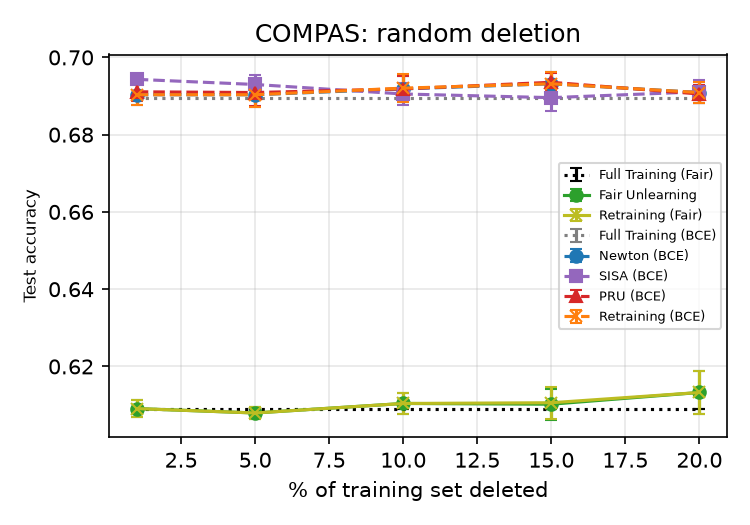 COMPAS: random deletion
0.70
0.68
0.66
0.64
0.62
Test accuracy
Full Training (Fair)
Fair Unlearning
Retraining (Fair)
Full Training (BCE)
Newton (BCE)
SISA (BCE)
PRU (BCE)
Retraining (BCE)
2.5 5.0 7.5 10.0 12.5 15.0 17.5 20.0
% of training set deleted